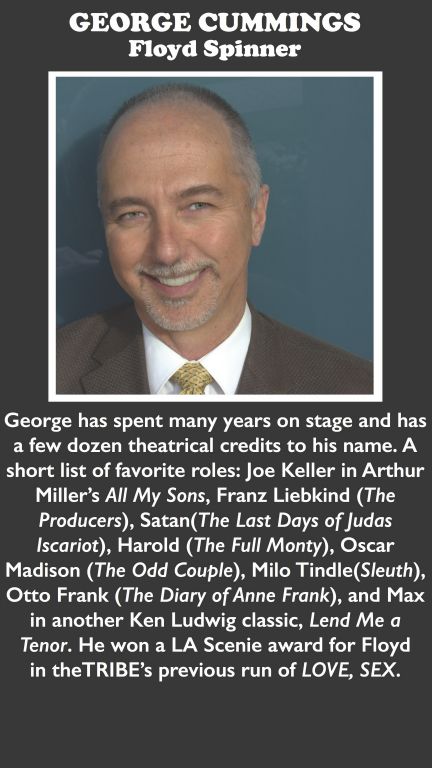 GEORGE CUMMINGS
Floyd Spinner
George has spent many years on stage and has
a few dozen theatrical credits to his name. A
short list of favorite roles: Joe Keller in Arthur
Miller’s All My Sons, Franz Liebkind (The
Producers), Satan(The Last Days of Judas
Iscariot), Harold (The Full Monty), Oscar
Madison (The Odd Couple), Milo Tindle(Sleuth),
Otto Frank (The Diary of Anne Frank), and Max
in another Ken Ludwig classic, Lend Me a
Tenor. He won a LA Scenie award for Floyd
in theTRIBE’s previous run of LOVE, SEX.